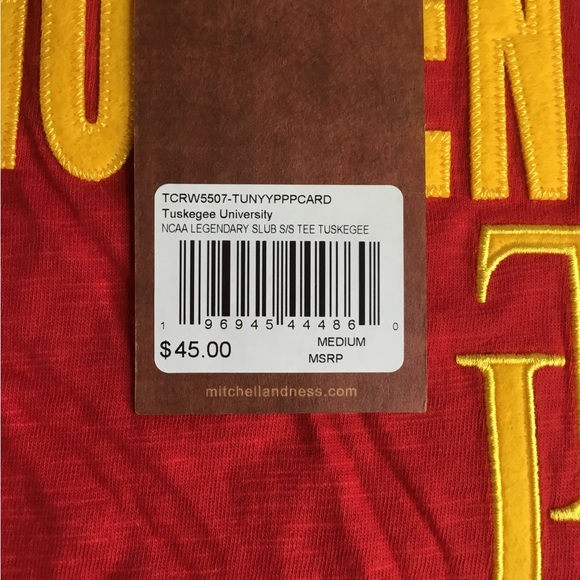 EN
TCRW5507-TUNYYPPPCARD
Tuskegee University
NCAA LEGENDARY SLUB S/S TEE TUSKEGEE
1 96945 44486 0
$45.00
MEDIUM
MSRP
mitchellandness.com